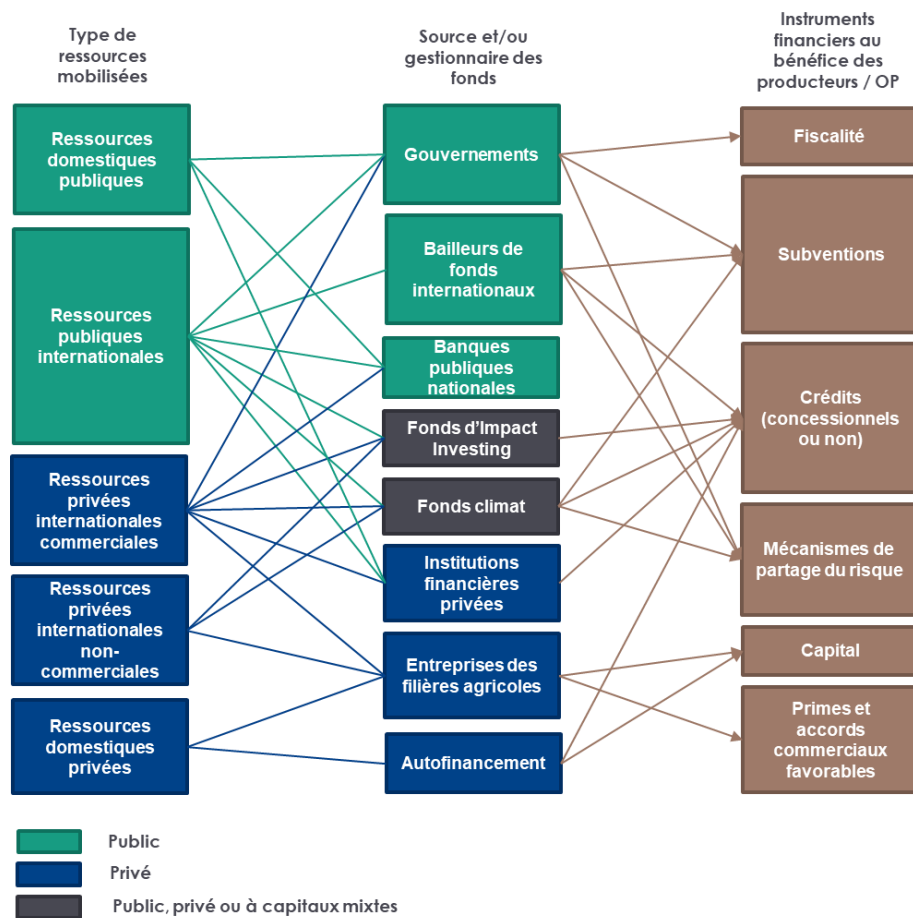 Type de
ressources
mobilisées
Source et/ou
gestionnaire des
fonds
Instruments
financiers au
bénéfice des
producteurs / OP
Ressources
domestiques
publiques
Ressources
publiques
internationales
Ressources
privées
internationales
commerciales
Ressources
privées
internationales
non-
commerciales
Ressources
domestiques
privées
Gouvernements
Bailleurs de
fonds
internationaux
Banques
publiques
nationales
Fonds d'Impact
Investing
Fonds climat
Institutions
financières
privées
Entreprises des
filières agricoles
Autofinancement
Fiscalité
Subventions
Crédits
(concessionnels
ou non)
Mécanismes de
partage du risque
Capital
Primes et
accords
commerciaux
favorables
Public
Privé
Public, privé ou à capitaux mixtes